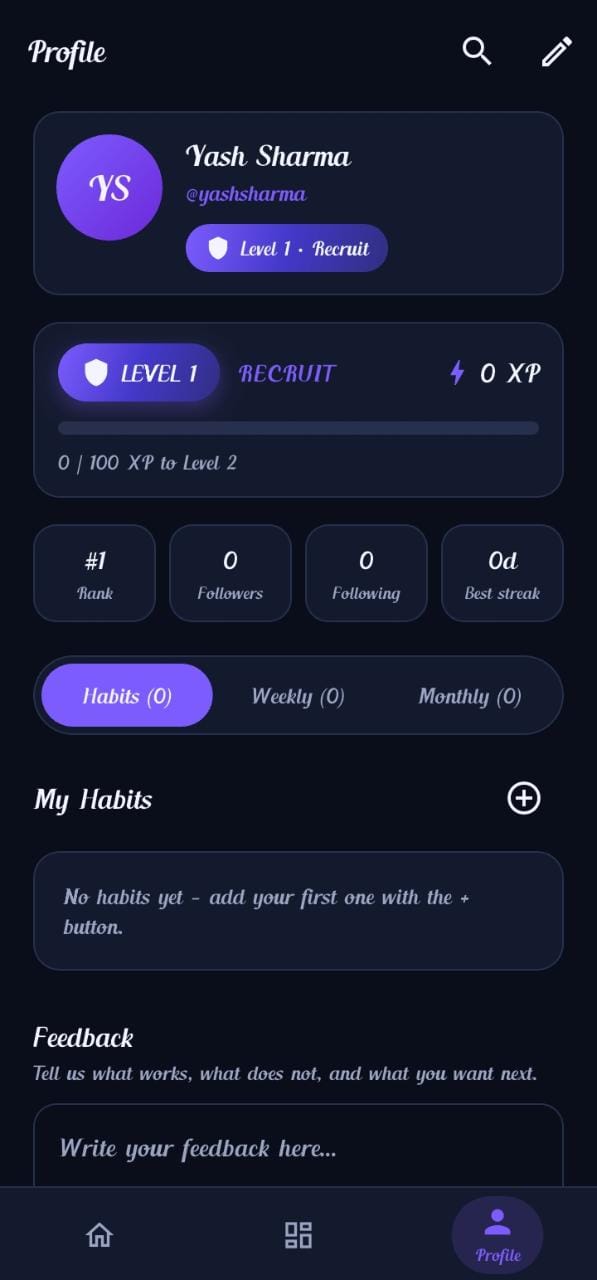 Profile
YS
Yash Sharma
@yashsharma
Level 1 · Recruit
LEVEL 1
RECRUIT
0 XP
0 / 100 XP to Level 2
#1
Rank
0
Followers
0
Following
0d
Best streak
Habits (0)
Weekly (0)
Monthly (0)
My Habits
No habits yet - add your first one with the +
button.
Feedback
Tell us what works, what does not, and what you want next.
Write your feedback here...
Profile